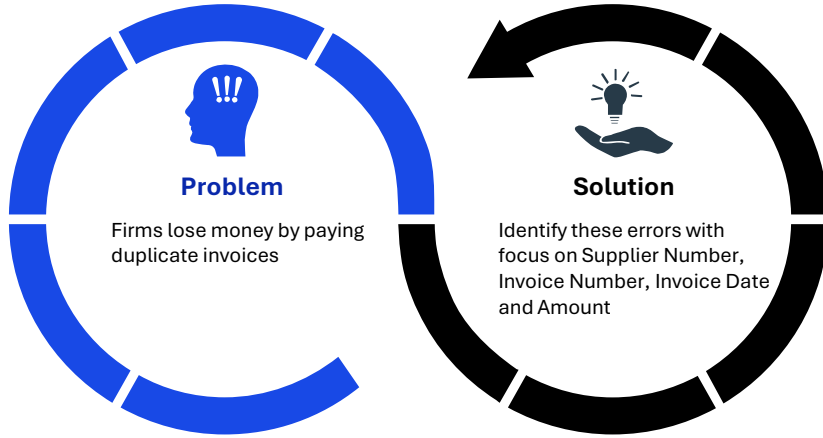 Problem
Firms lose money by paying
duplicate invoices
Solution
Identify these errors with
focus on Supplier Number,
Invoice Number, Invoice Date
and Amount